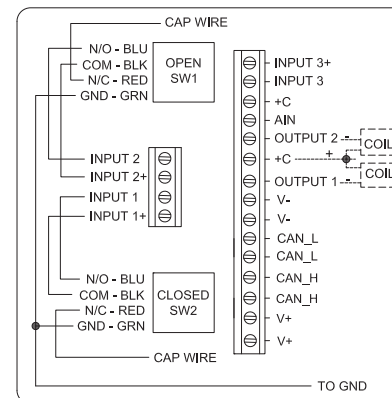 CAP WIRE
N/O - BLU
COM - BLK
N/C - RED
GND - GRN
OPEN
SW1
INPUT 2
INPUT 2+
INPUT 1
INPUT 1+
N/O - BLU
COM - BLK
N/C - RED
GND - GRN
CLOSED
SW2
CAP WIRE
TO GND
INPUT 3+
INPUT 3
+C
AIN
OUTPUT 2 -
+C +
OUTPUT 1 -
V-
V-
CAN_L
CAN_L
CAN_H
CAN_H
V+
V+
COIL
COIL